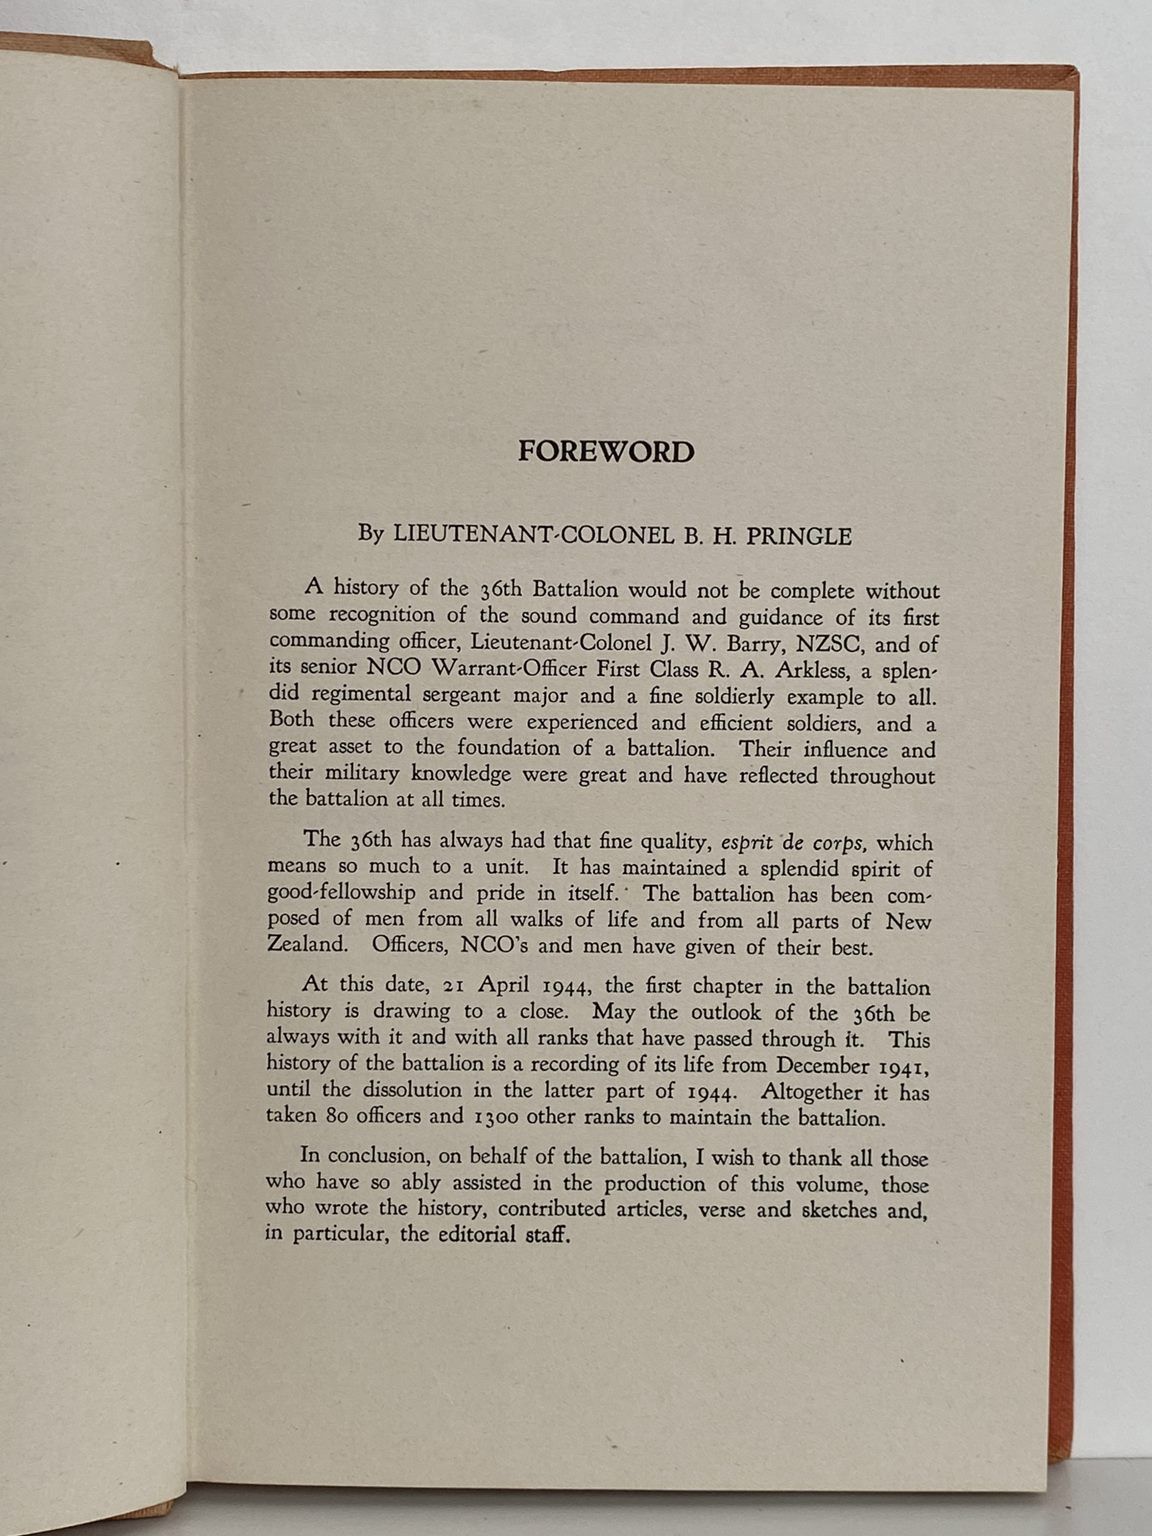 FOREWORD
By LIEUTENANT-COLONEL B. H. PRINGLE
A history of the 36th Battalion would not be complete without
some recognition of the sound command and guidance of its first
commanding officer, Lieutenant-Colonel J. W. Barry, NZSC, and of
its senior NCO Warrant-Officer First Class R. A. Arkless, a splen-
did regimental sergeant major and a fine soldierly example to all.
Both these officers were experienced and efficient soldiers, and a
great asset to the foundation of a battalion. Their influence and
their military knowledge were great and have reflected throughout
the battalion at all times.
The 36th has always had that fine quality, esprit de corps, which
means so much to a unit. It has maintained a splendid spirit of
good-fellowship and pride in itself. The battalion has been com-
posed of men from all walks of life and from all parts of New
Zealand. Officers, NCO's and men have given of their best.
At this date, 21 April 1944, the first chapter in the battalion
history is drawing to a close. May the outlook of the 36th be
always with it and with all ranks that have passed through it. This
history of the battalion is a recording of its life from December 1941,
until the dissolution in the latter part of 1944. Altogether it has
taken 80 officers and 1300 other ranks to maintain the battalion.
In conclusion, on behalf of the battalion, I wish to thank all those
who have so ably assisted in the production of this volume, those
who wrote the history, contributed articles, verse and sketches and,
in particular, the editorial staff.